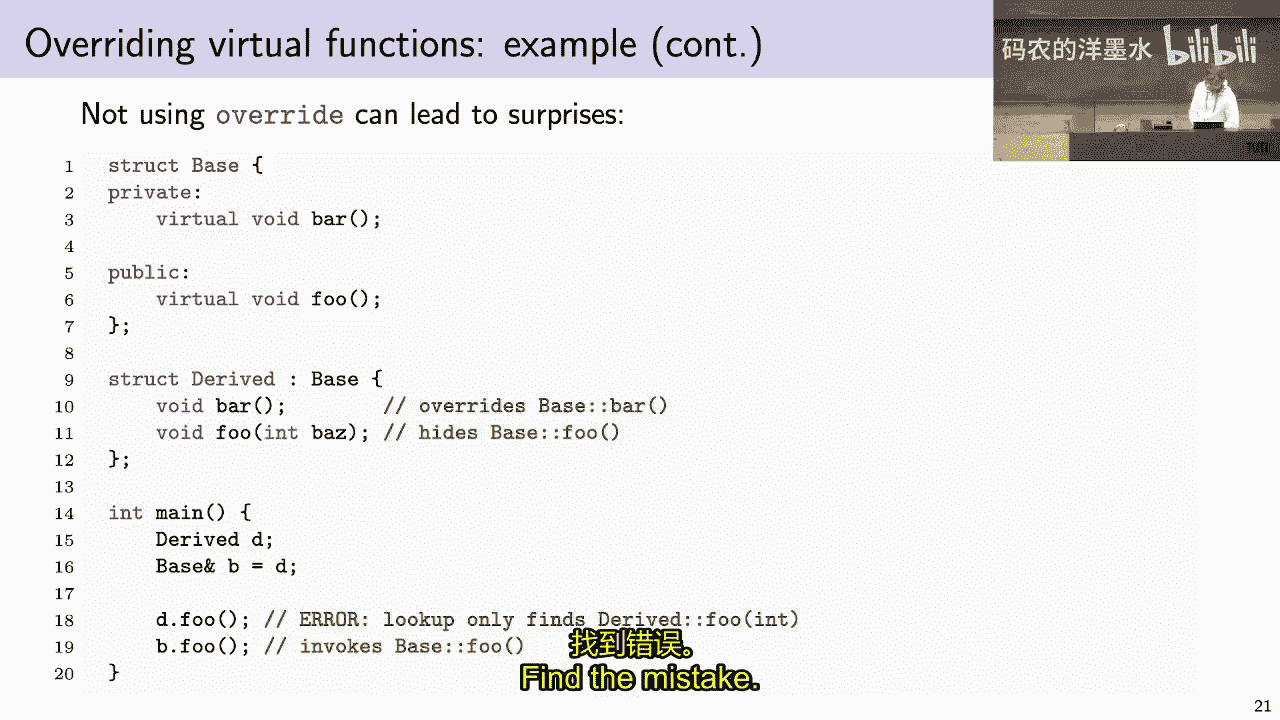 Overriding virtual functions: example (cont.)
码农的洋墨水 bilibili
Not using override can lead to surprises:
1 struct Base {
2 private:
3 virtual void bar();
4
5 public:
6 virtual void foo();
7 };
8
9 struct Derived : Base {
10 void bar(); // overrides Base::bar()
11 void foo(int baz); // hides Base::foo()
12 };
13
14 int main() {
15 Derived d;
16 Base& b = d;
17
18 d.foo(); // ERROR: lookup only finds Derived::foo(int)
19 b.foo(); // invokes Base::foo()
20 }
找到错误。
Find the mistake.
21